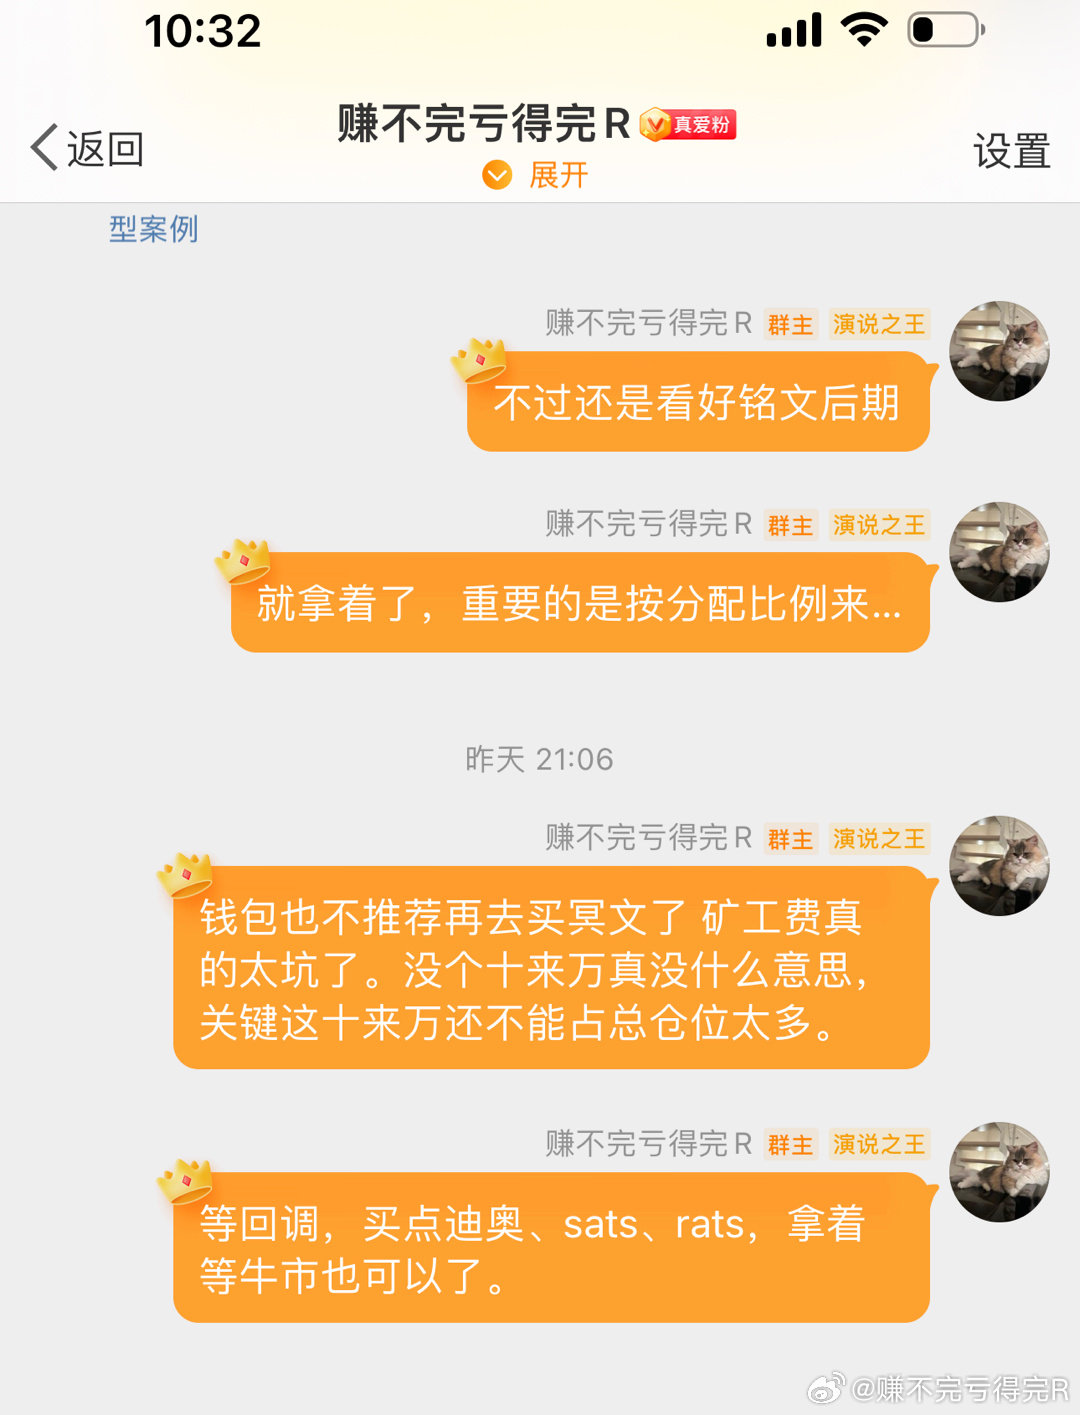 10:32
返回
赚不完亏得完R 真爱粉
设置
展开
型案例
赚不完亏得完R 群主 演说之王
不过还是看好铭文后期
赚不完亏得完R 群主 演说之王
就拿着了，重要的是按分配比例来...
昨天 21:06
赚不完亏得完R 群主 演说之王
钱包也不推荐再去买冥文了 矿工费真
的太坑了。没个十来万真没什么意思，
关键这十来万还不能占总仓位太多。
赚不完亏得完R 群主 演说之王
等回调，买点迪奥、sats、rats，拿着
等牛市也可以了。
@赚不完亏得完R